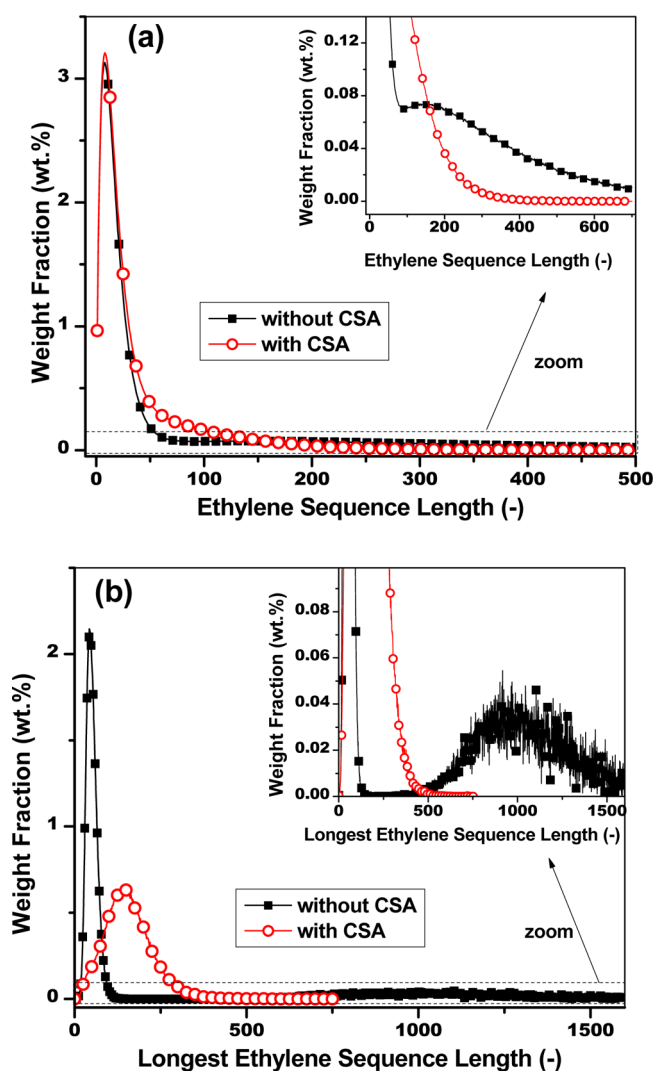 (a)
Weight Fraction (wt.%)
3
2
1
0
0 100 200 300 400 500
Ethylene Sequence Length (-)
without CSA
with CSA
zoom
Weight Fraction (wt.%)
0.12
0.08
0.04
0.00
0 200 400 600
Ethylene Sequence Length (-)
(b)
Weight Fraction (wt.%)
2
1
0
0 500 1000 1500
Longest Ethylene Sequence Length (-)
without CSA
with CSA
zoom
Weight Fraction (wt.%)
0.08
0.06
0.04
0.02
0.00
0 500 1000 1500
Longest Ethylene Sequence Length (-)